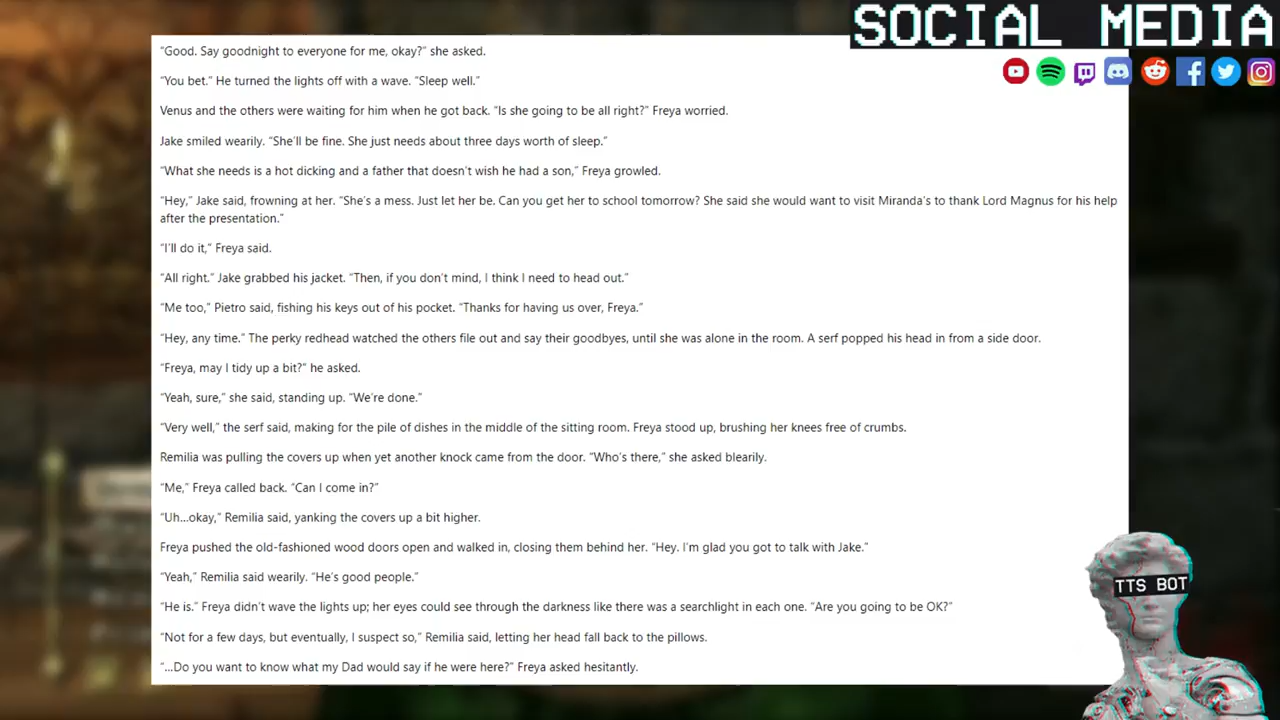 SOCIAL MEDIA
“Good. Say goodnight to everyone for me, okay?” she asked.
“You bet.” He turned the lights off with a wave. “Sleep well.”
Venus and the others were waiting for him when he got back. “Is she going to be all right?” Freya worried.
Jake smiled wearily. “She’ll be fine. She just needs about three days worth of sleep.”
“What she needs is a hot dicking and a father that doesn’t wish he had a son,” Freya growled.
“Hey,” Jake said, frowning at her. “She’s a mess. Just let her be. Can you get her to school tomorrow? She said she would want to visit Miranda’s to thank Lord Magnus for his help
after the presentation.”
“I’ll do it,” Freya said.
“All right.” Jake grabbed his jacket. “Then, if you don’t mind, I think I need to head out.”
“Me too,” Pietro said, fishing his keys out of his pocket. “Thanks for having us over, Freya.”
“Hey, any time.” The perky redhead watched the others file out and say their goodbyes, until she was alone in the room. A serf popped his head in from a side door.
“Freya, may I tidy up a bit?” he asked.
“Yeah, sure,” she said, standing up. “We’re done.”
“Very well,” the serf said, making for the pile of dishes in the middle of the sitting room. Freya stood up, brushing her knees free of crumbs.
Remilia was pulling the covers up when yet another knock came from the door. “Who’s there,” she asked blearily.
“Me,” Freya called back. “Can I come in?”
“Uh…okay,” Remilia said, yanking the covers up a bit higher.
Freya pushed the old-fashioned wood doors open and walked in, closing them behind her. “Hey. I’m glad you got to talk with Jake.”
“Yeah,” Remilia said wearily. “He’s good people.”
“He is.” Freya didn’t wave the lights up; her eyes could see through the darkness like there was a searchlight in each one. “Are you going to be OK?”
“Not for a few days, but eventually, I suspect so,” Remilia said, letting her head fall back to the pillows.
“…Do you want to know what my Dad would say if he were here?” Freya asked hesitantly.
TTS BOT